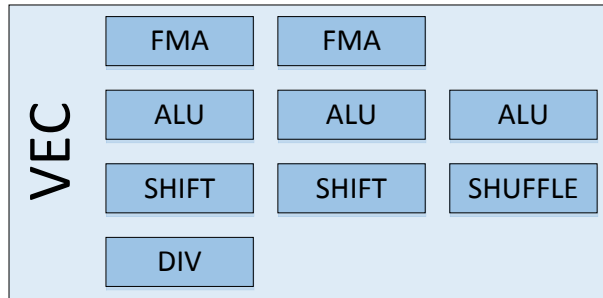 VEC
FMA FMA
ALU ALU ALU
SHIFT SHIFT SHUFFLE
DIV